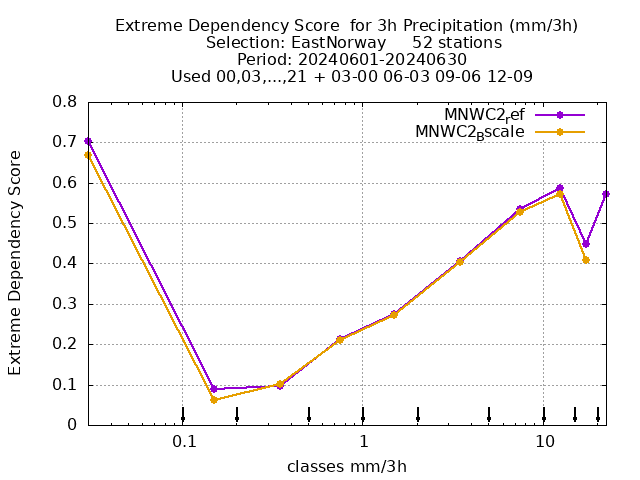 Extreme Dependency Score  for 3h Precipitation (mm/3h)
Selection: EastNorway     52 stations
Period: 20240601-20240630
Used 00,03,...,21 + 03-00 06-03 09-06 12-09
MNWC2ref
MNWC2Bscale
Extreme Dependency Score
0.8
0.7
0.6
0.5
0.4
0.3
0.2
0.1
0
0.1 1 10
classes mm/3h